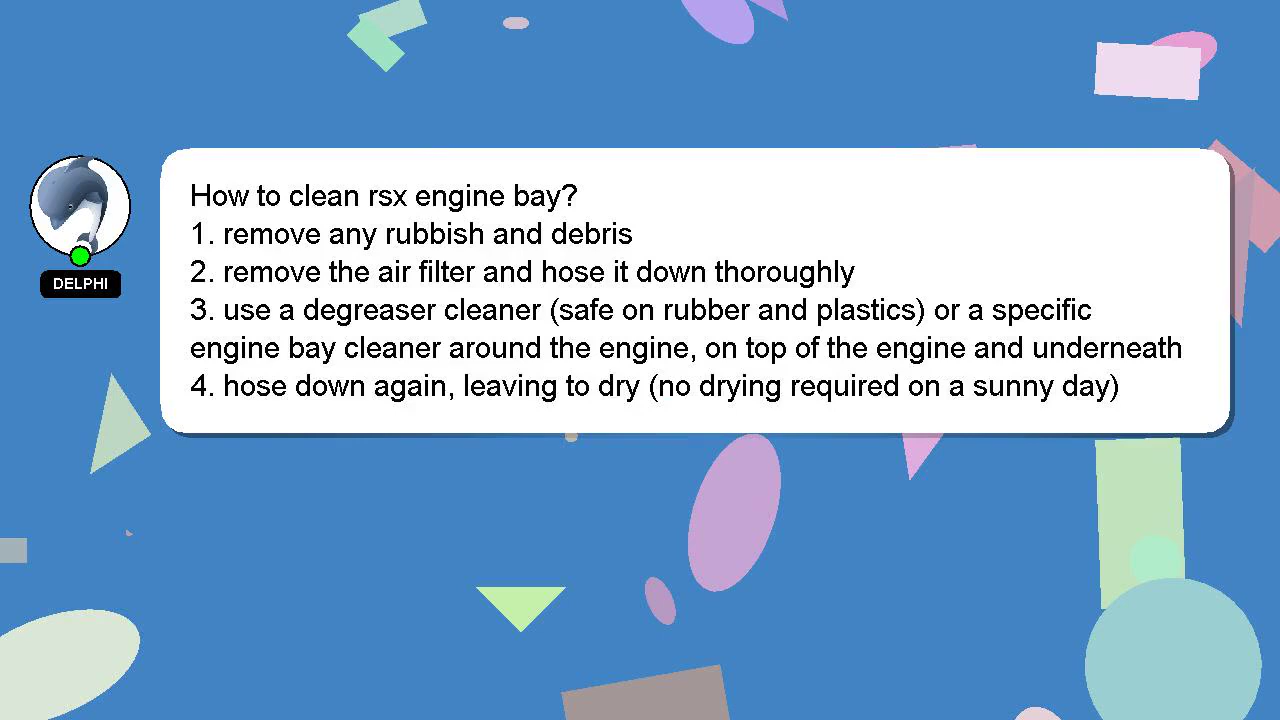 DELPHI
How to clean rsx engine bay?
1. remove any rubbish and debris
2. remove the air filter and hose it down thoroughly
3. use a degreaser cleaner (safe on rubber and plastics) or a specific
engine bay cleaner around the engine, on top of the engine and underneath
4. hose down again, leaving to dry (no drying required on a sunny day)